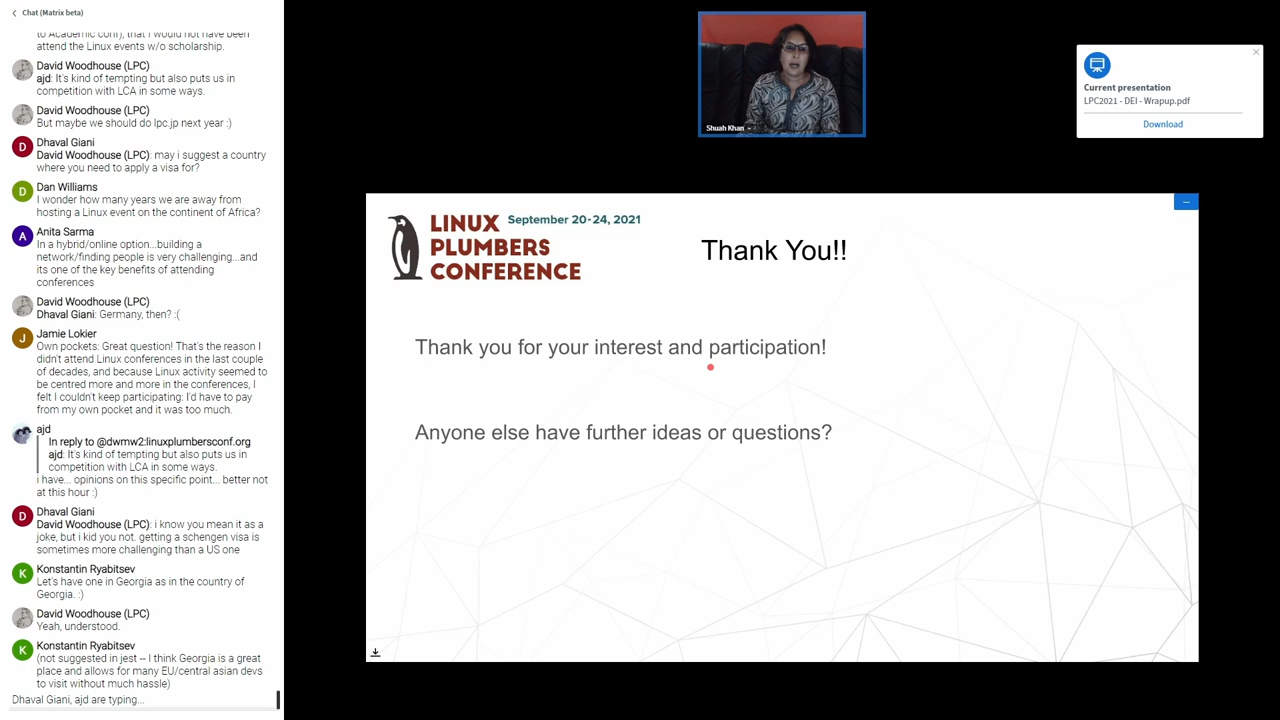 Chat (Matrix beta)
to Academic conf), that I would not have been
attend the Linux events w/o scholarship.
David Woodhouse (LPC)
ajd: It's kind of tempting but also puts us in
competition with LCA in some ways.
David Woodhouse (LPC)
But maybe we should do lpc.jp next year :)
D
Dhaval Giani
David Woodhouse (LPC): may i suggest a country
where you need to apply a visa for?
D
Dan Williams
I wonder how many years we are away from
hosting a Linux event on the continent of Africa?
A
Anita Sarma
In a hybrid/online option...building a
network/finding people is very challenging...and
its one of the key benefits of attending
conferences
David Woodhouse (LPC)
Dhaval Giani: Germany, then? :(
J
Jamie Lokier
Own pockets: Great question! That's the reason I
didn't attend Linux conferences in the last couple
of decades, and because Linux activity seemed to
be centred more and more in the conferences, I
felt I couldn't keep participating: I'd have to pay
from my own pocket and it was too much.
ajd
In reply to @dwmw2:linuxplumbersconf.org
ajd: It's kind of tempting but also puts us in
competition with LCA in some ways.
i have... opinions on this specific point... better not
at this hour :)
D
Dhaval Giani
David Woodhouse (LPC): i know you mean it as a
joke, but i kid you not. getting a schengen visa is
sometimes more challenging than a US one
K
Konstantin Ryabitsev
Let's have one in Georgia as in the country of
Georgia. :)
David Woodhouse (LPC)
Yeah, understood.
K
Konstantin Ryabitsev
(not suggested in jest -- I think Georgia is a great
place and allows for many EU/central asian devs
to visit without much hassle)
Dhaval Giani, ajd are typing...
Shuah Khan
Current presentation
LPC2021 - DEI - Wrapup.pdf
Download
LINUX
PLUMBERS
CONFERENCE
September 20-24, 2021
Thank You!!
Thank you for your interest and participation!
Anyone else have further ideas or questions?